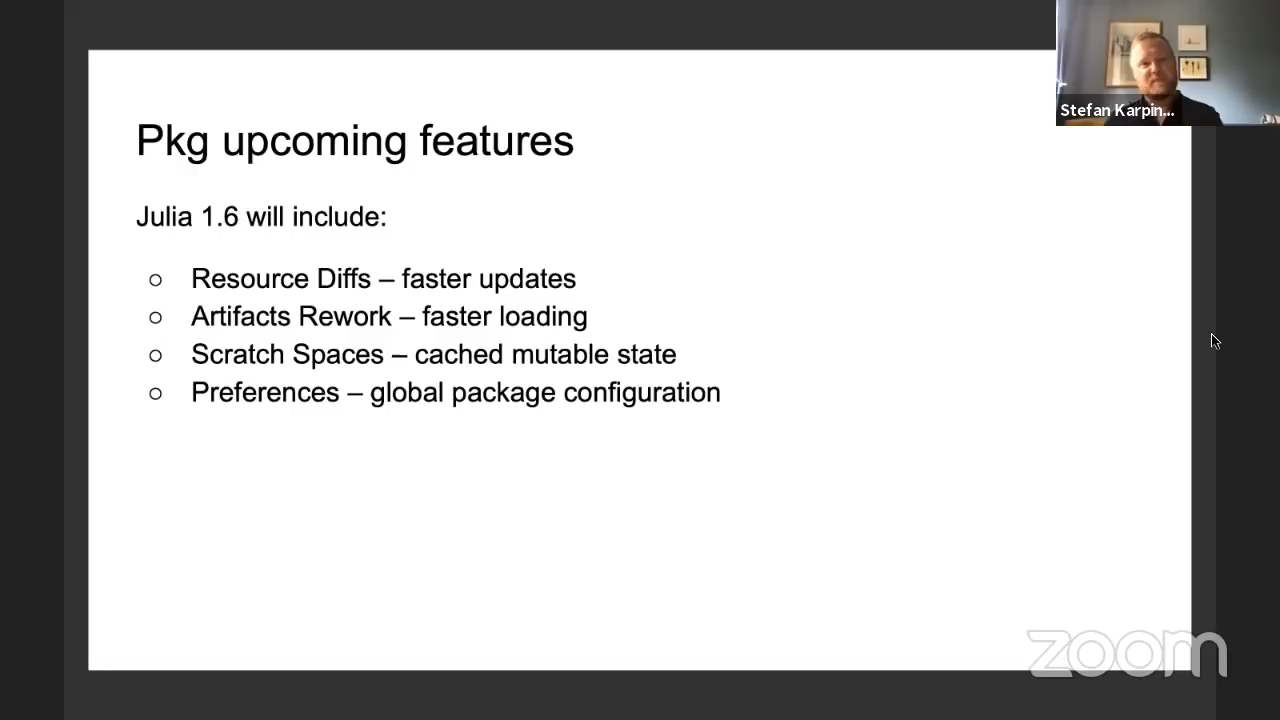 Pkg upcoming features
Julia 1.6 will include:
Resource Diffs – faster updates
Artifacts Rework – faster loading
Scratch Spaces – cached mutable state
Preferences – global package configuration
Stefan Karpin...
zoom